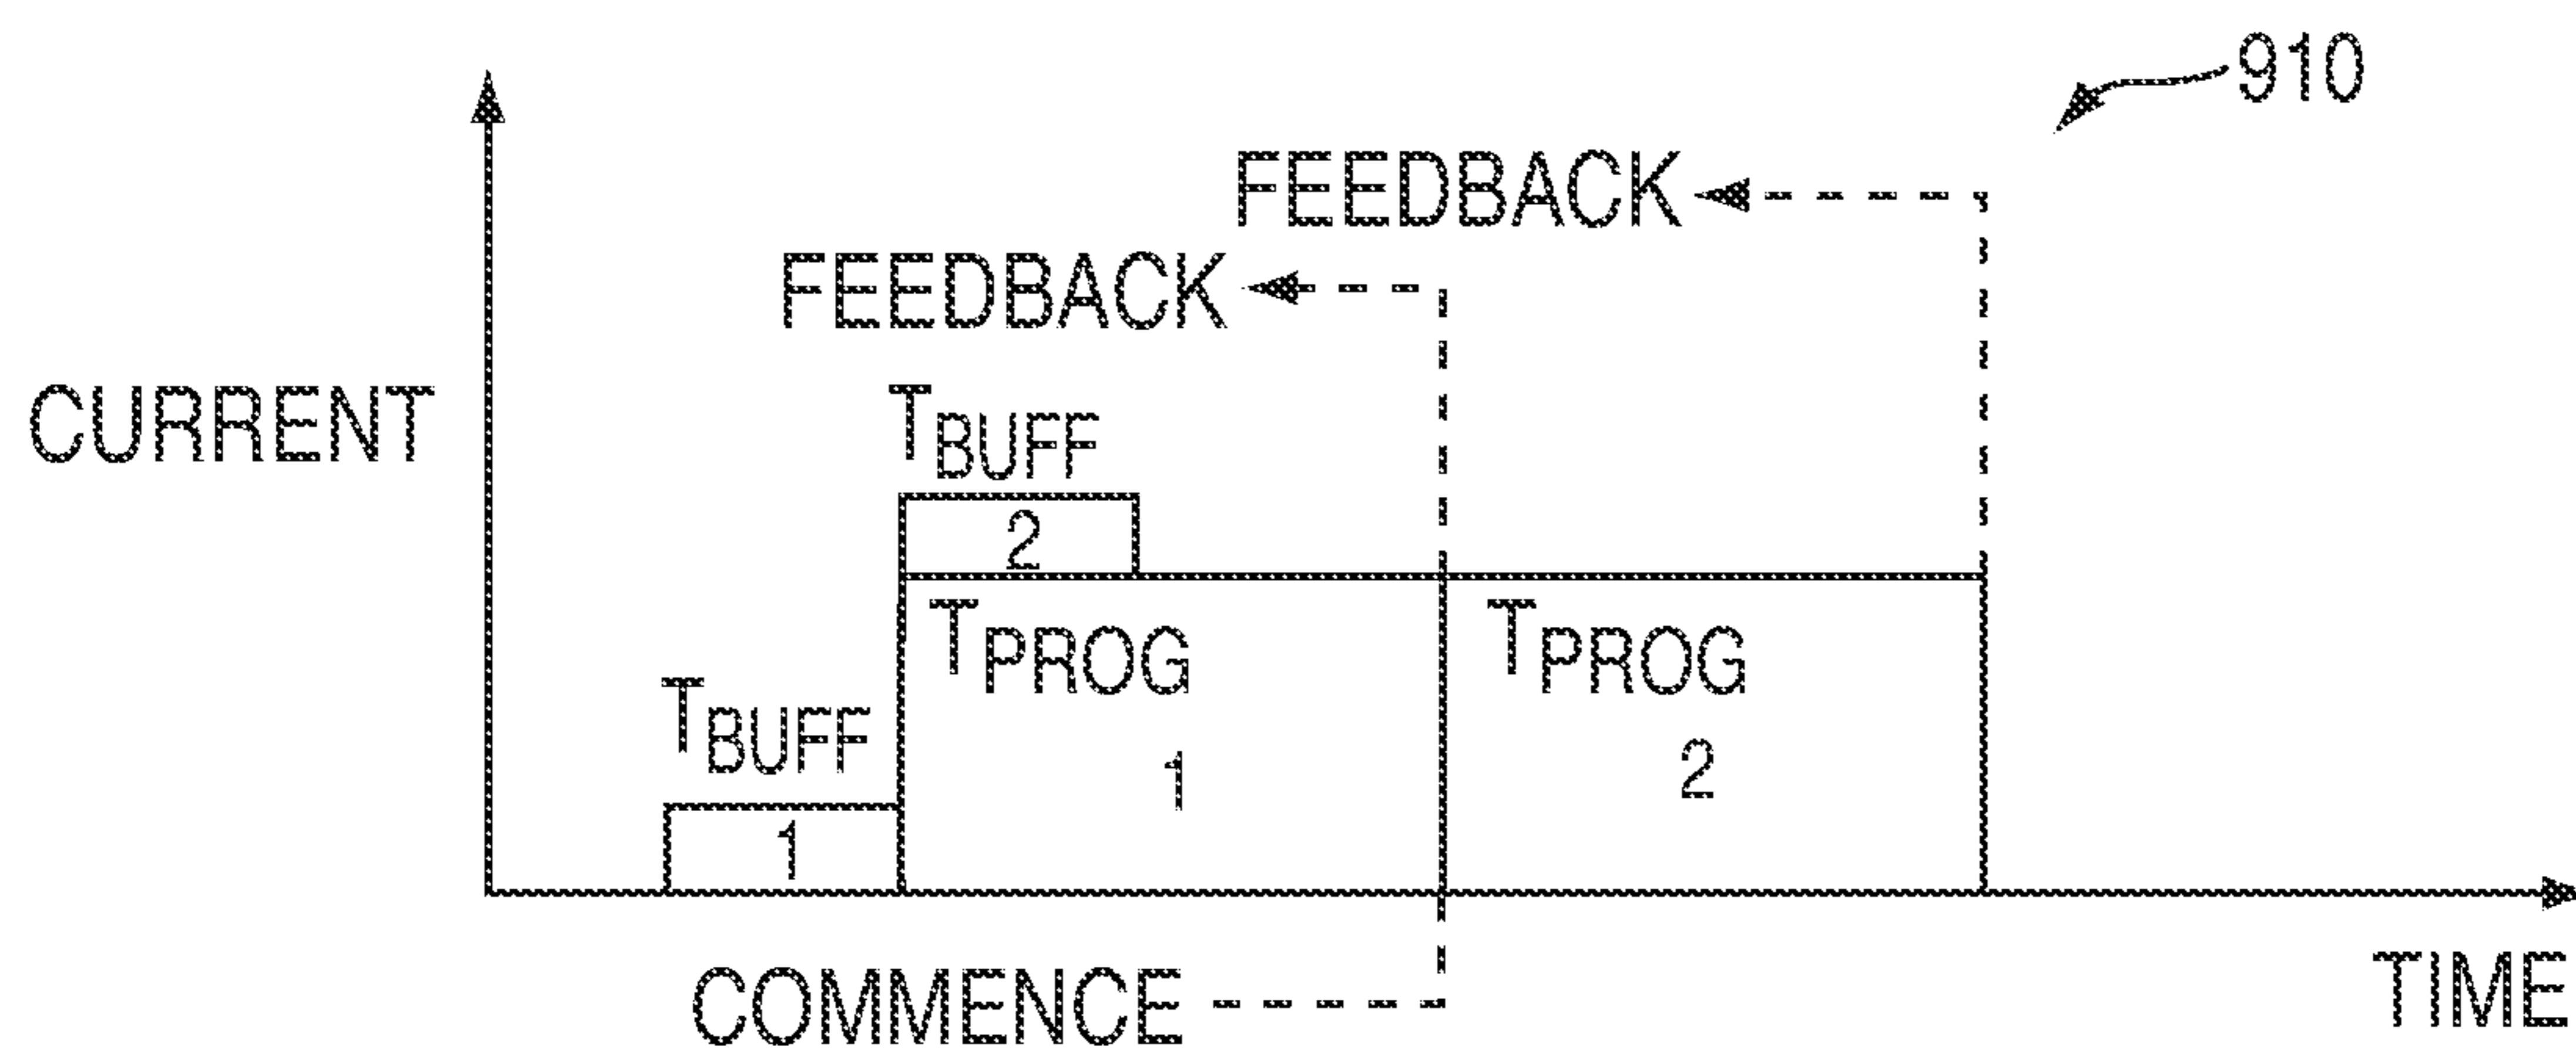 910
FEEDBACK
FEEDBACK
CURRENT
TBUFF
2
TPROG
TPROG
TBUFF
1
2
1
COMMENCE
TIME